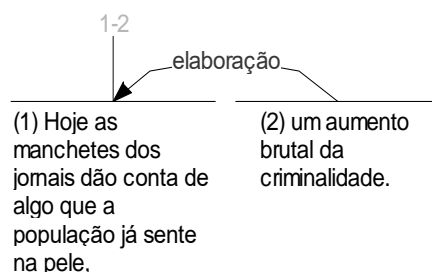 1-2
elaboração
(1) Hoje as
manchetes dos
jornais dão conta de
algo que a
população já sente
na pele,
(2) um aumento
brutal da
criminalidade.